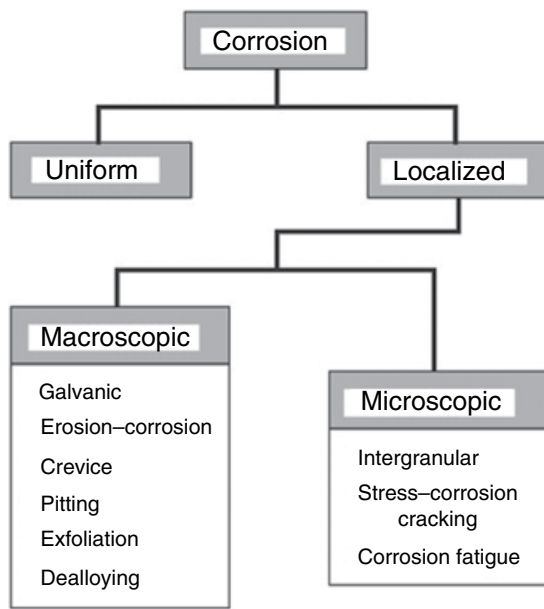 Corrosion
Uniform
Localized
Macroscopic
Galvanic
Erosion–corrosion
Crevice
Pitting
Exfoliation
Dealloying
Microscopic
Intergranular
Stress–corrosion
cracking
Corrosion fatigue